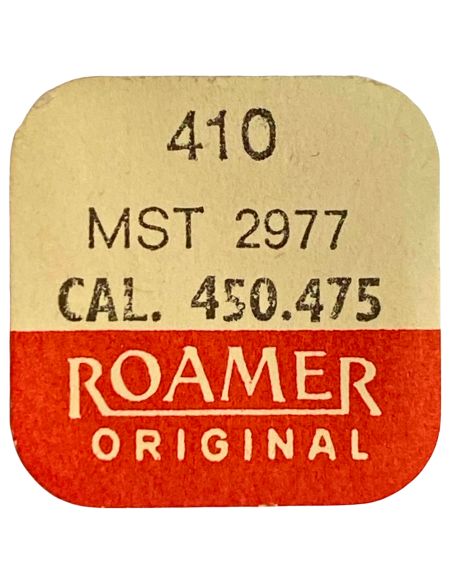 410
MST 2977
CAL. 450.475
ROAMER
ORIGINAL